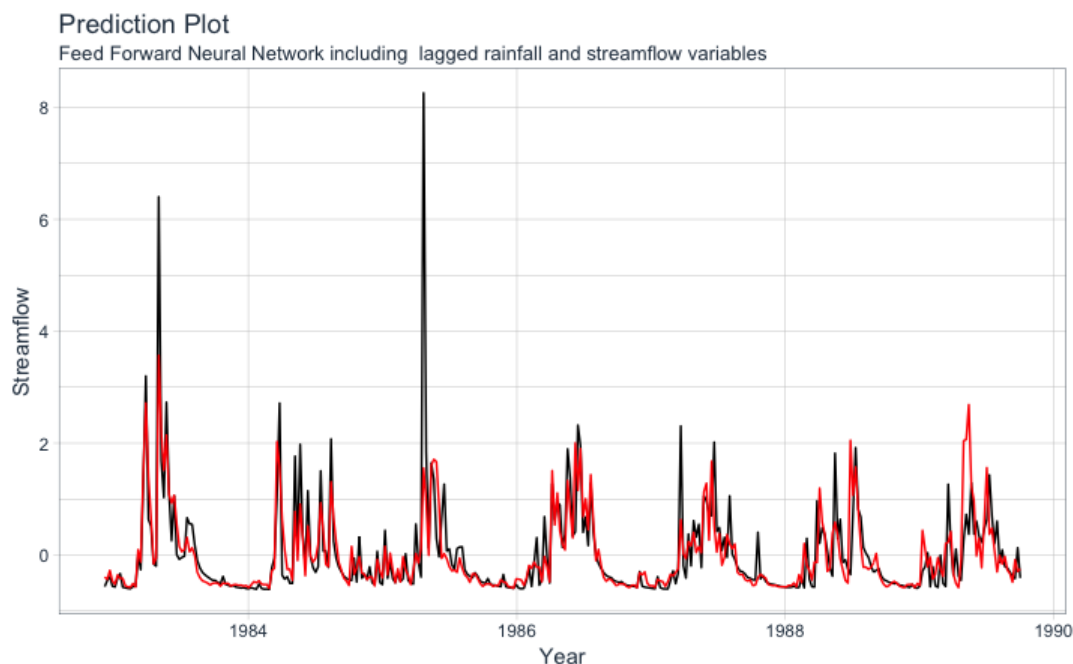 Prediction Plot
Feed Forward Neural Network including  lagged rainfall and streamflow variables
8
6
4
2
0
Streamflow
1984
1986
1988
1990
Year